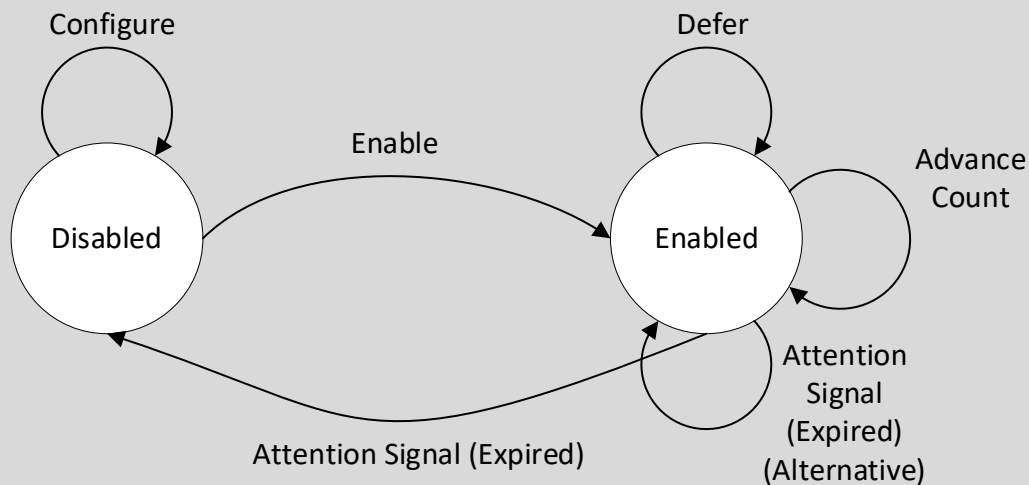 Configure
Defer
Enable
Advance
Count
Disabled
Enabled
Attention
Signal
(Expired)
(Alternative)
Attention Signal (Expired)